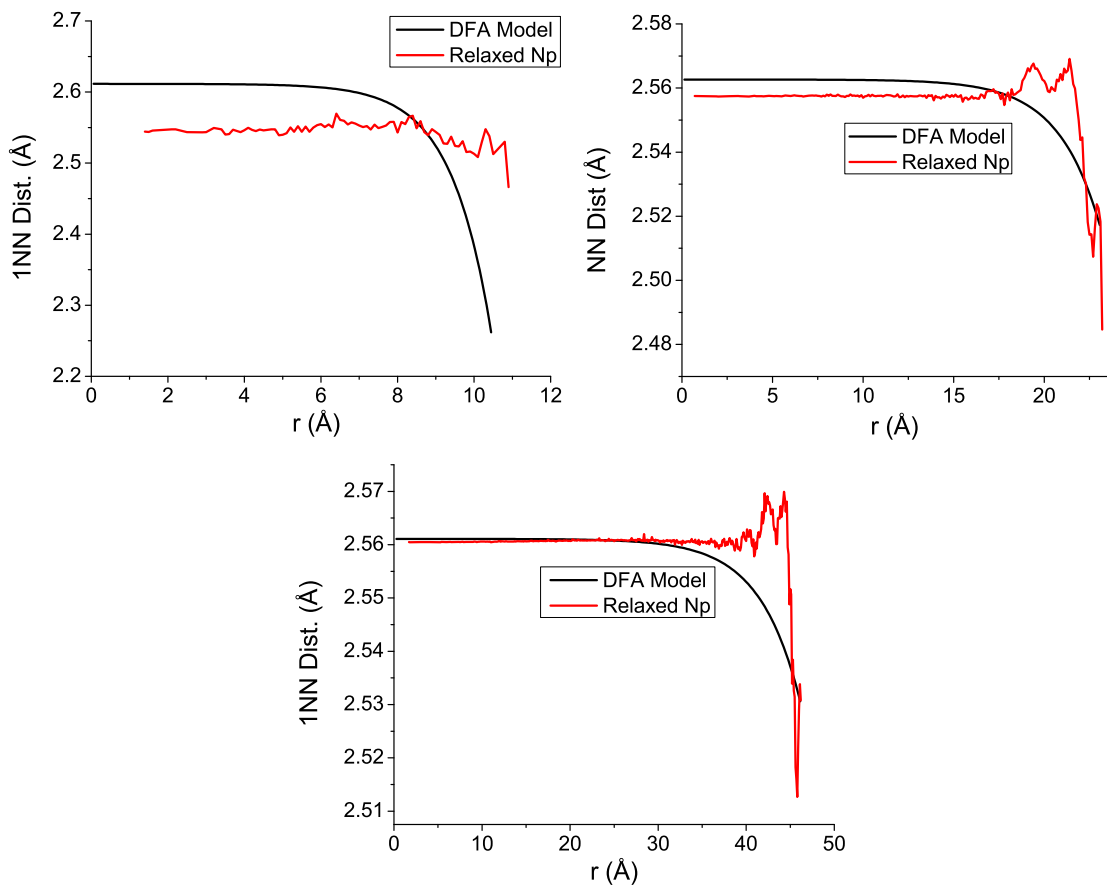 2.7
2.6
2.5
2.4
2.3
2.2
1NN Dist. (Å)
0 2 4 6 8 10 12
r (Å)
DFA Model
Relaxed Np
2.58
2.56
2.54
2.52
2.50
2.48
NN Dist (Å)
0 5 10 15 20
r (Å)
DFA Model
Relaxed Np
2.57
2.56
2.55
2.54
2.53
2.52
2.51
1NN Dist. (Å)
0 10 20 30 40 50
r (Å)
DFA Model
Relaxed Np